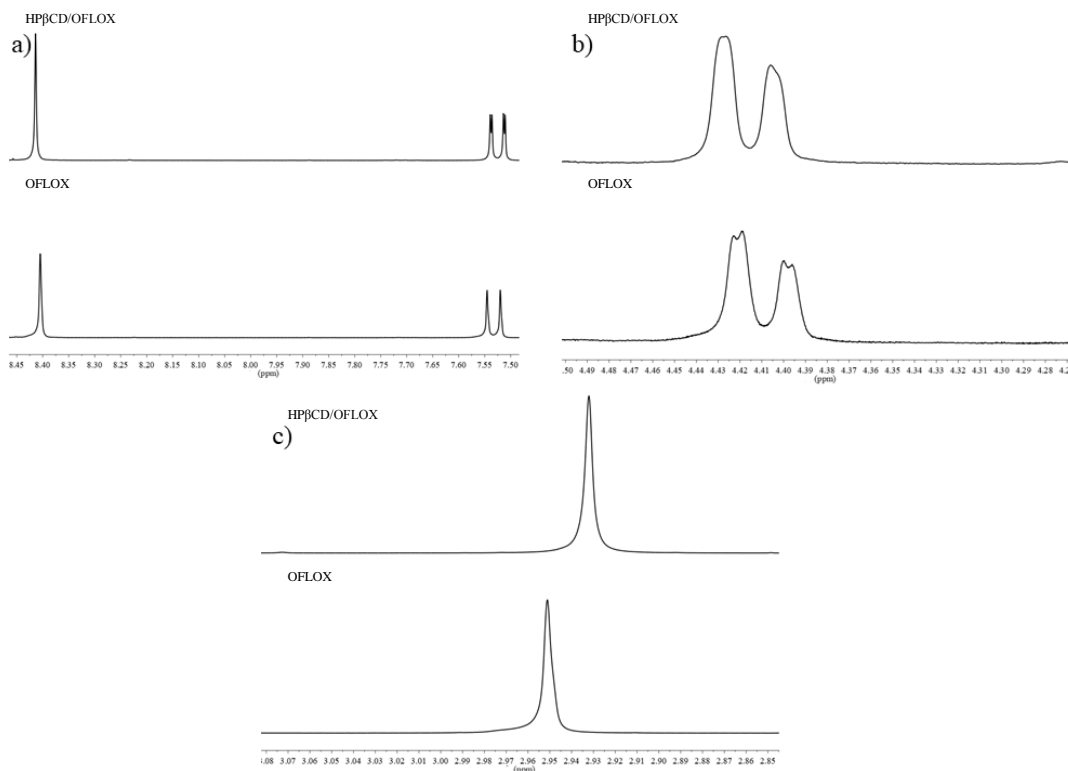 HPβCD/OFLOX
a)
OFLOX
8.45 8.40 8.35 8.30 8.25 8.20 8.15 8.10 8.05 8.00 7.95 7.90 7.85 7.80 7.75 7.70 7.65 7.60 7.55 7.50
(ppm)
HPβCD/OFLOX
b)
OFLOX
.50 4.49 4.48 4.47 4.46 4.45 4.44 4.43 4.42 4.41 4.40 4.39 4.38 4.37 4.36 4.35 4.34 4.33 4.32 4.31 4.30 4.29 4.28 4.2
(ppm)
HPβCD/OFLOX
c)
OFLOX
3.08 3.07 3.06 3.05 3.04 3.03 3.02 3.01 3.00 2.99 2.98 2.97 2.96 2.95 2.94 2.93 2.92 2.91 2.90 2.89 2.88 2.87 2.86 2.85
(ppm)